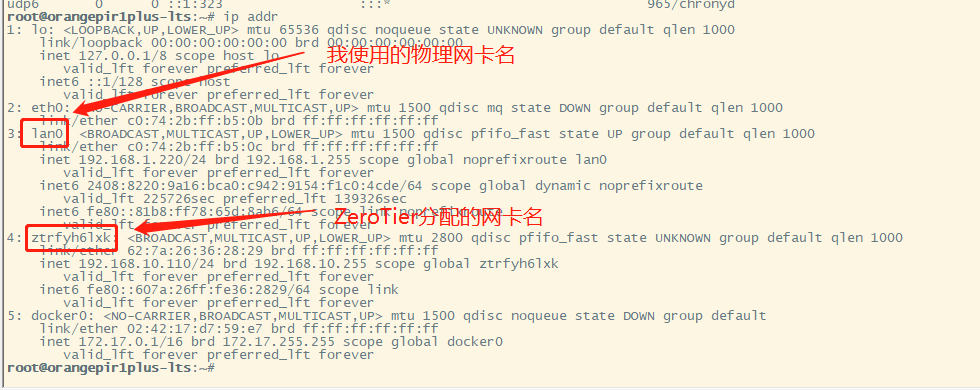 udp6 0 0 ::1:323 :::* 965/chronyd
root@orangepir1plus-lts:~# ip addr
1: lo: <LOOPBACK,UP,LOWER_UP> mtu 65536 qdisc noqueue state UNKNOWN group default qlen 1000
link/loopback 00:00:00:00:00:00 brd 00:00:00:00:00:00
inet 127.0.0.1/8 scope host lo
我使用的物理网卡名
valid_lft forever preferred_lft forever
inet6 ::1/128 scope host
valid_lft forever preferred_lft forever
2: eth0: <NO-CARRIER,BROADCAST,MULTICAST,UP> mtu 1500 qdisc mq state DOWN group default qlen 1000
link/ether c0:74:2b:ff:b5:0b brd ff:ff:ff:ff:ff:ff
3: lan0: <BROADCAST,MULTICAST,UP,LOWER_UP> mtu 1500 qdisc pfifo_fast state UP group default qlen 1000
link/ether c0:74:2b:ff:b5:0c brd ff:ff:ff:ff:ff:ff
inet 192.168.1.220/24 brd 192.168.1.255 scope global noprefixroute lan0
valid_lft forever preferred_lft forever
inet6 2408:8220:9a16:bca0:c942:9154:f1c0:4cde/64 scope global dynamic noprefixroute
valid_lft 225726sec preferred_lft 139326sec
inet6 fe80::81b8:ff78:65d:8ab6/64 scope link noprefixroute
ZeroTier分配的网卡名
valid_lft forever preferred_lft forever
4: ztrfyh6lxk: <BROADCAST,MULTICAST,UP,LOWER_UP> mtu 2800 qdisc pfifo_fast state UNKNOWN group default qlen 1000
link/ether 62:7a:26:36:28:29 brd ff:ff:ff:ff:ff:ff
inet 192.168.10.110/24 brd 192.168.10.255 scope global ztrfyh6lxk
valid_lft forever preferred_lft forever
inet6 fe80::607a:26ff:fe36:2829/64 scope link
valid_lft forever preferred_lft forever
5: docker0: <NO-CARRIER,BROADCAST,MULTICAST,UP> mtu 1500 qdisc noqueue state DOWN group default
link/ether 02:42:17:d7:59:e7 brd ff:ff:ff:ff:ff:ff
inet 172.17.0.1/16 brd 172.17.255.255 scope global docker0
valid_lft forever preferred_lft forever
root@orangepir1plus-lts:~#